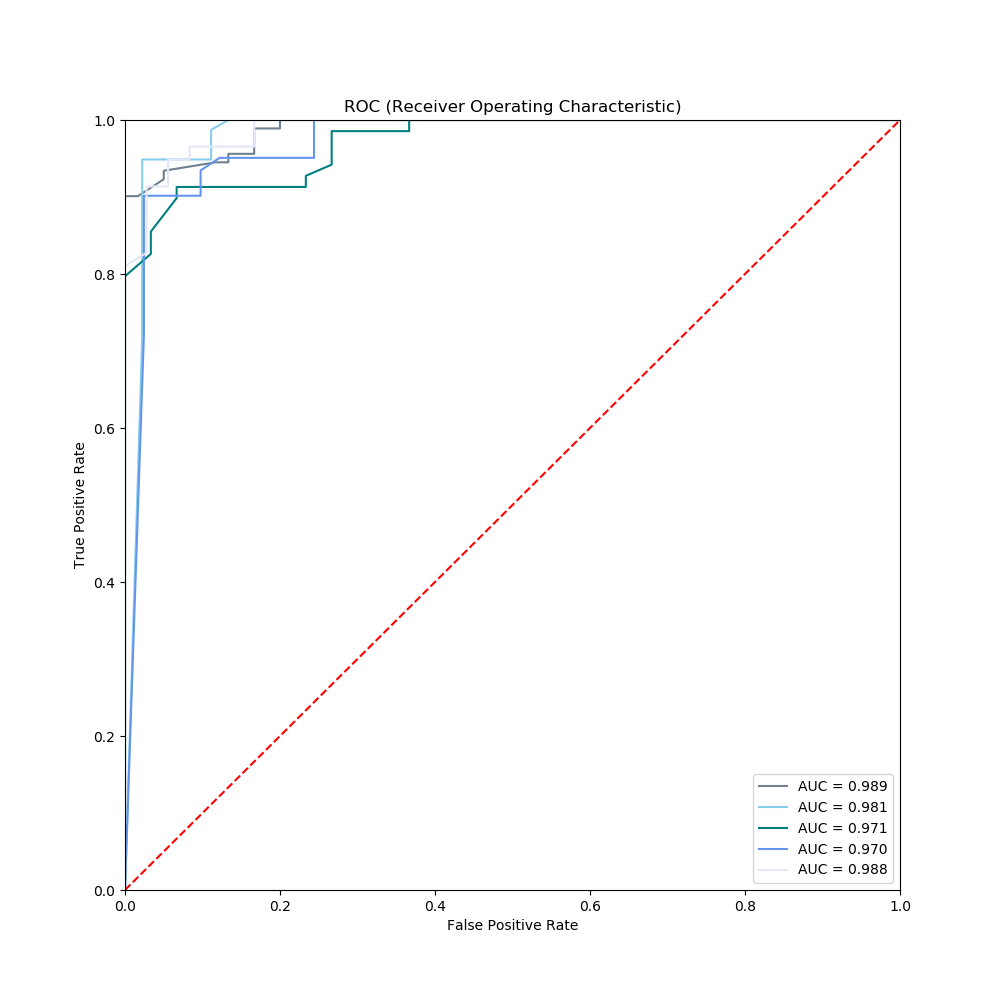 ROC (Receiver Operating Characteristic)
1.0
0.8
0.6
0.4
0.2
0.0
True Positive Rate
0.0 0.2 0.4 0.6 0.8 1.0
False Positive Rate
AUC = 0.989
AUC = 0.981
AUC = 0.971
AUC = 0.970
AUC = 0.988